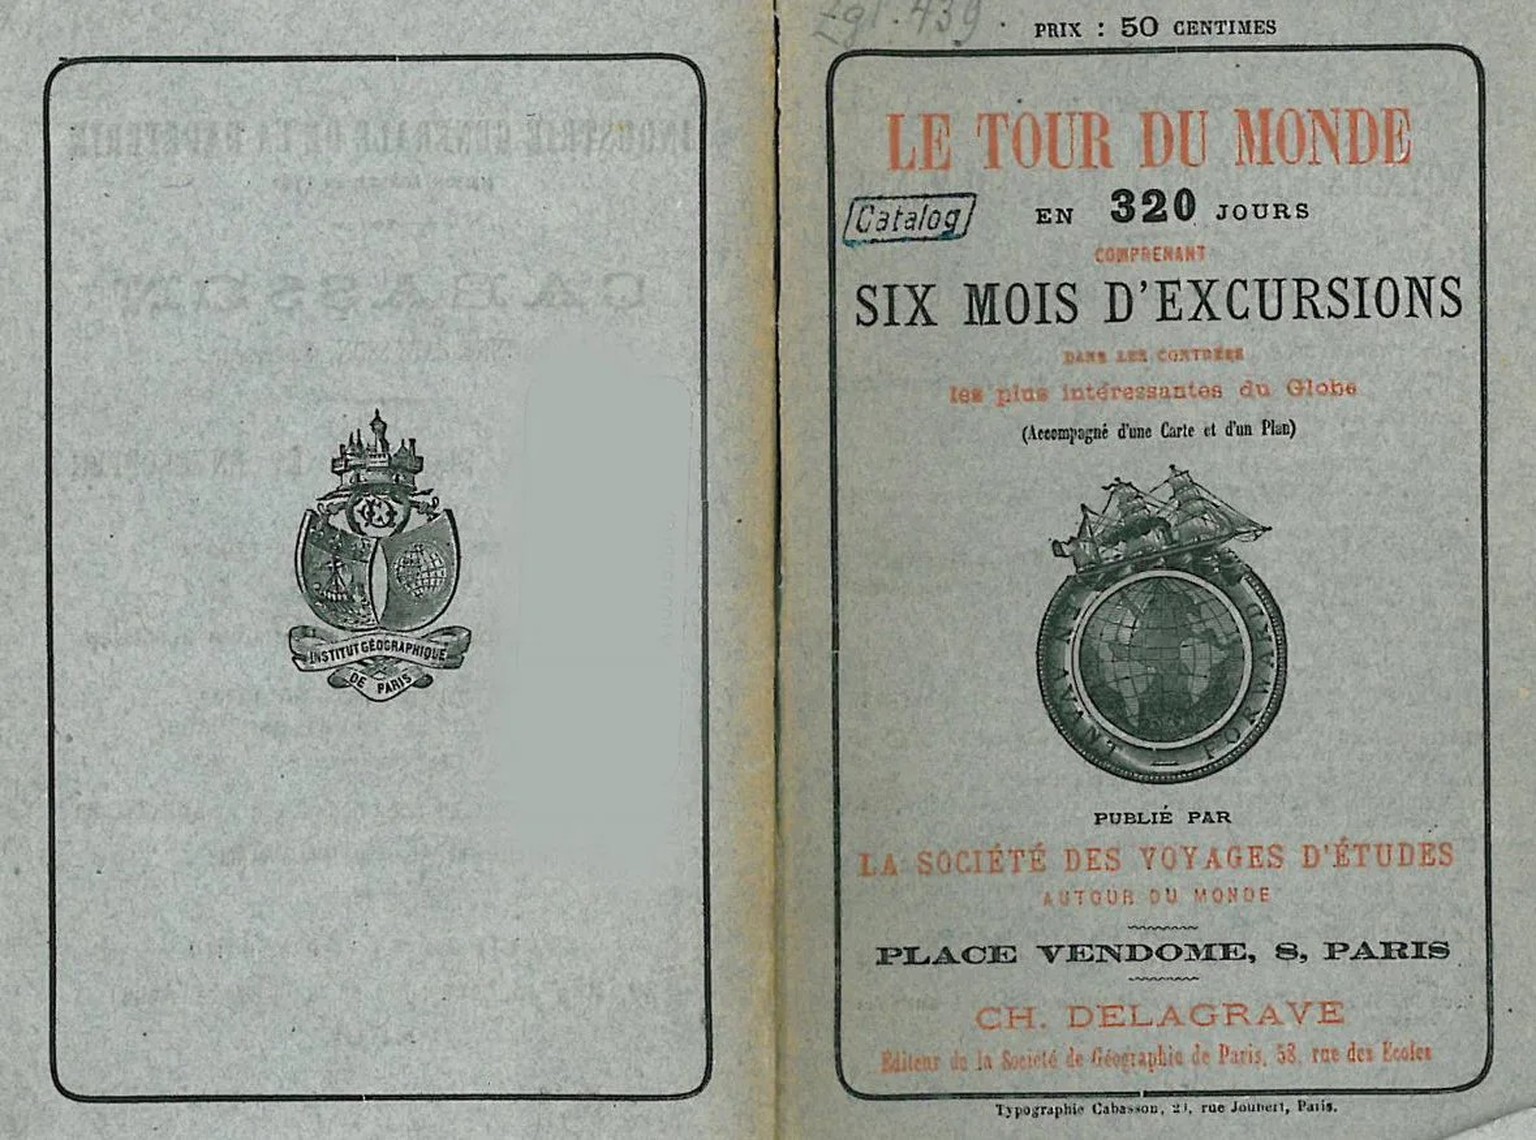 INSTITUT GÉOGRAPHIQUE
DE PARIS
PRIX : 50 CENTIMES
LE TOUR DU MONDE
Catalog
EN 320 JOURS
COMPRENANT
SIX MOIS D'EXCURSIONS
DANS LES CONTRÉES
les plus intéressantes du Globe
(Accompagné d'une Carte et d'un Plan)
EN AVANT — FORWARD
PUBLIÉ PAR
LA SOCIÉTÉ DES VOYAGES D'ÉTUDES
AUTOUR DU MONDE
PLACE VENDOME, 8, PARIS
CH. DELAGRAVE
Editeur de la Société de Géographie de Paris, 58, rue des Écoles
Typographie Cabasson, rue Joubert, Paris.